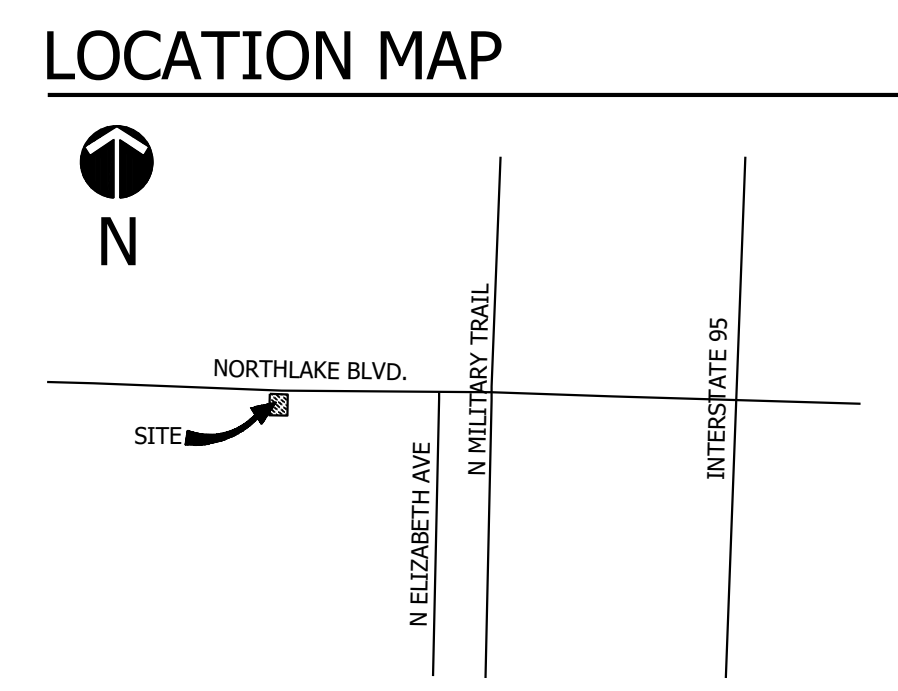 LOCATION MAP
N
NORTHLAKE BLVD.
SITE
N ELIZABETH AVE
N MILITARY TRAIL
INTERSTATE 95